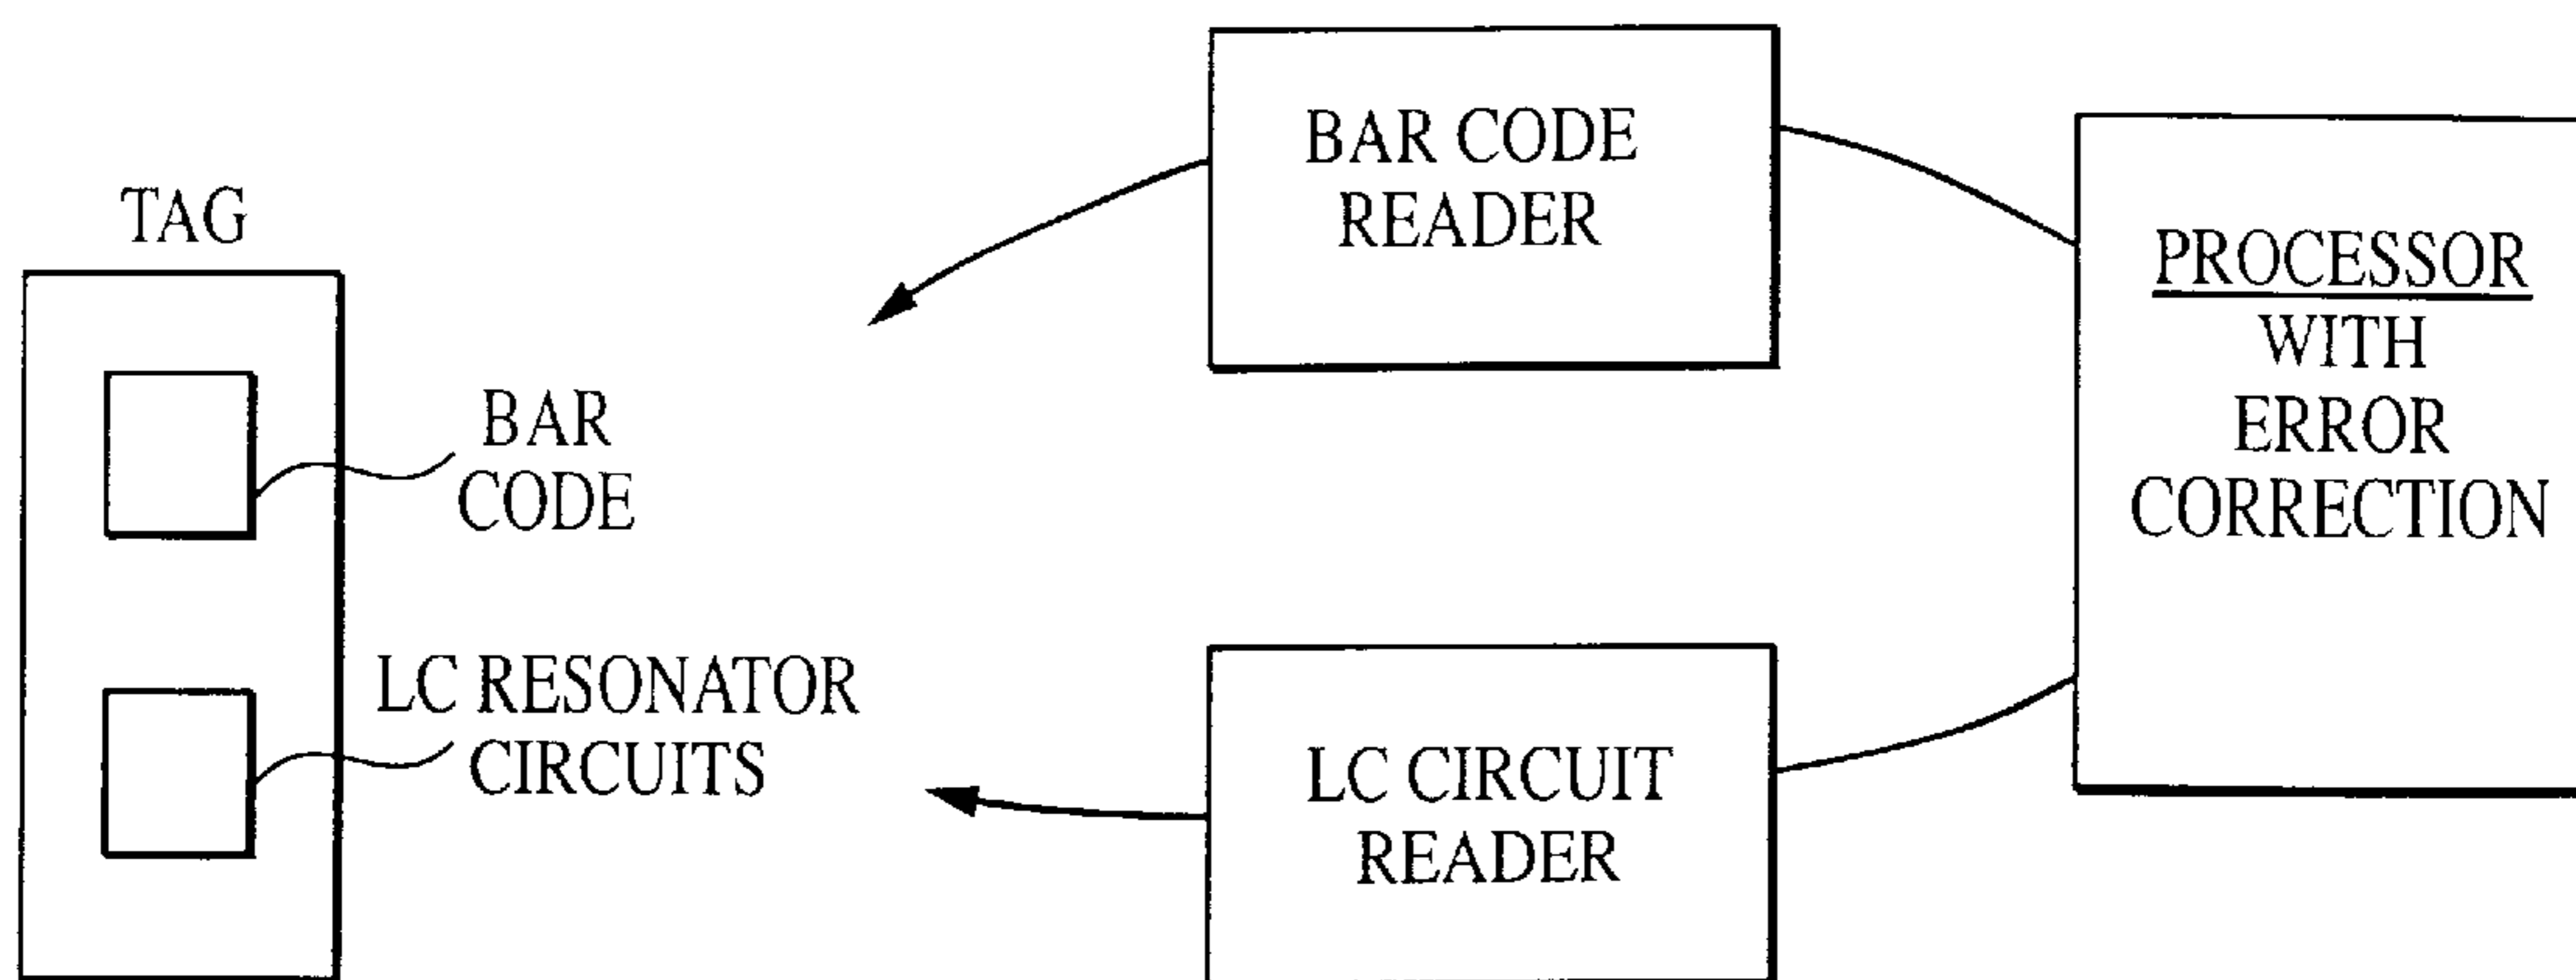 TAG
BAR
CODE
LC RESONATOR
CIRCUITS
BAR CODE
READER
LC CIRCUIT
READER
PROCESSOR
WITH
ERROR
CORRECTION